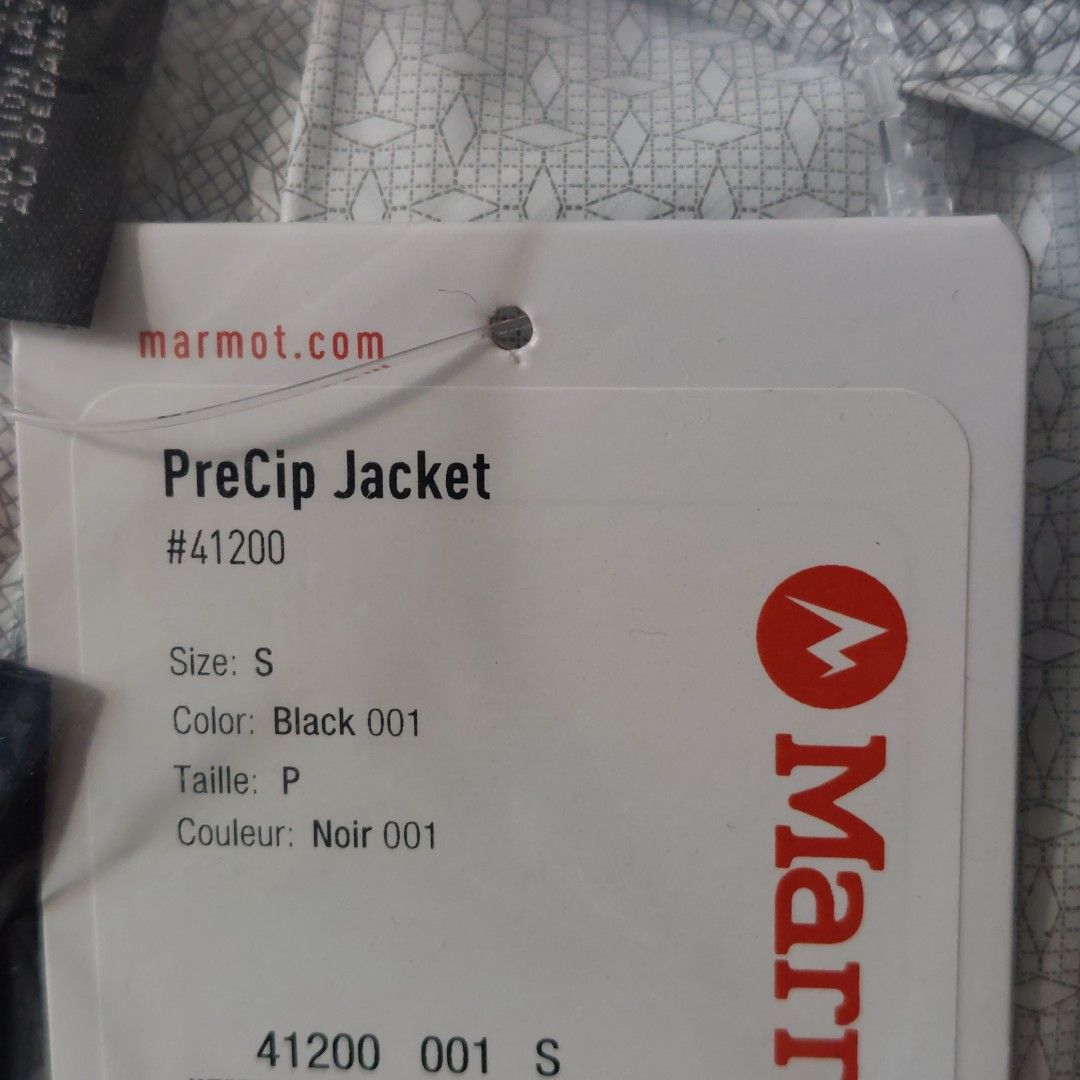 marmot.com
PreCip Jacket
#41200
Size: S
Color: Black 001
Taille: P
Couleur: Noir 001
41200 001 S
Marr